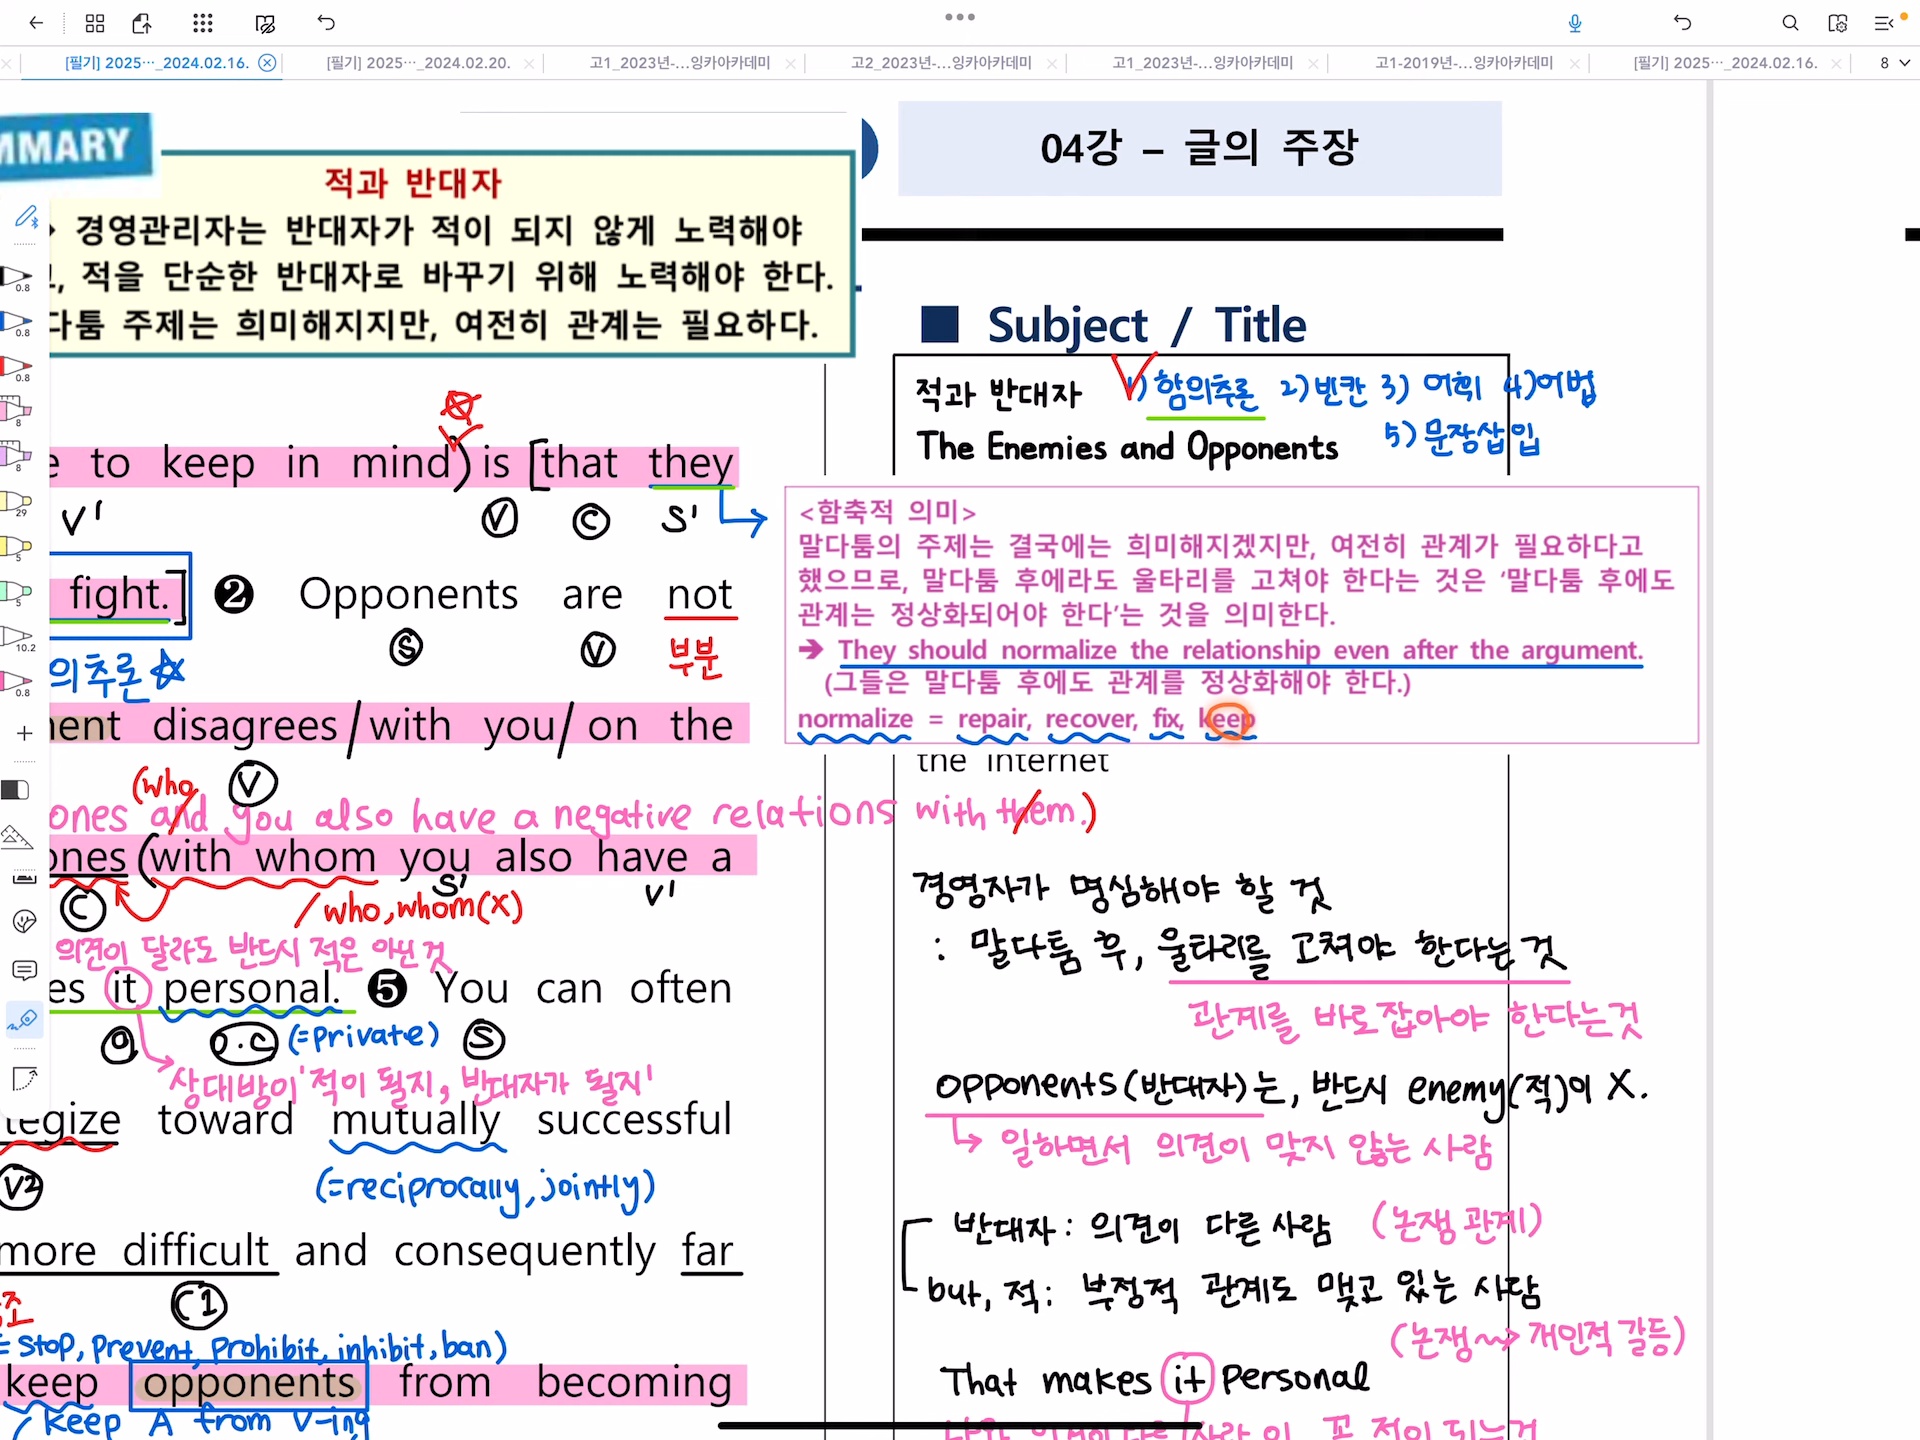 [필기] 2025…_2024.02.16.
[필기] 2025…_2024.02.20.
고1_2023년-...잉카아카데미
고2_2023년-...잉카아카데미
고1_2023년-...잉카아카데미
고1-2019년-...잉카아카데미
[필기] 2025…_2024.02.16.
8
MMARY
적과 반대자
경영관리자는 반대자가 적이 되지 않게 노력해야
, 적을 단순한 반대자로 바꾸기 위해 노력해야 한다.
다툼 주제는 희미해지지만, 여전히 관계는 필요하다.
0.8
0.8
0.8
8
8
29
5
5
10.2
0.8
e to keep in mind) is [that they
V' Ⓥ Ⓒ S'
fight.] ❷ Opponents are not
Ⓢ Ⓥ 부분
의추론
ment disagrees/with you/on the
(who Ⓥ
ones and you also have a negative relations with them.)
ones (with whom you also have a
Ⓒ S' V'
/who, whom(X)
의견이 달라도 반드시 적은 아닌 것
es it personal. ❺ You can often
O O.C (=private) Ⓢ
상대방이 '적이 될지, 반대자가 될지'
tegize toward mutually successful
V2 (=reciprocally, jointly)
more difficult and consequently far
C1
= stop, prevent, prohibit, inhibit, ban)
keep opponents from becoming
keep A from V-ing
04강 – 글의 주장
■ Subject / Title
적과 반대자 1) 함의추론 2) 빈칸 3) 어휘 4) 어법
The Enemies and Opponents 5) 문장삽입
<함축적 의미>
말다툼의 주제는 결국에는 희미해지겠지만, 여전히 관계가 필요하다고
했으므로, 말다툼 후에라도 울타리를 고쳐야 한다는 것은 '말다툼 후에도
관계는 정상화되어야 한다'는 것을 의미한다.
➔ They should normalize the relationship even after the argument.
(그들은 말다툼 후에도 관계를 정상화해야 한다.)
normalize = repair, recover, fix, keep
the internet
경영자가 명심해야 할 것
: 말다툼 후, 울타리를 고쳐야 한다는 것
관계를 바로잡아야 한다는것
opponents(반대자)는, 반드시 enemy(적)이 X.
↳ 일하면서 의견이 맞지 않는 사람
반대자 : 의견이 다른 사람 (논쟁 관계)
but, 적: 부정적 관계도 맺고 있는 사람
(논쟁 → 개인적 갈등)
That makes it personal